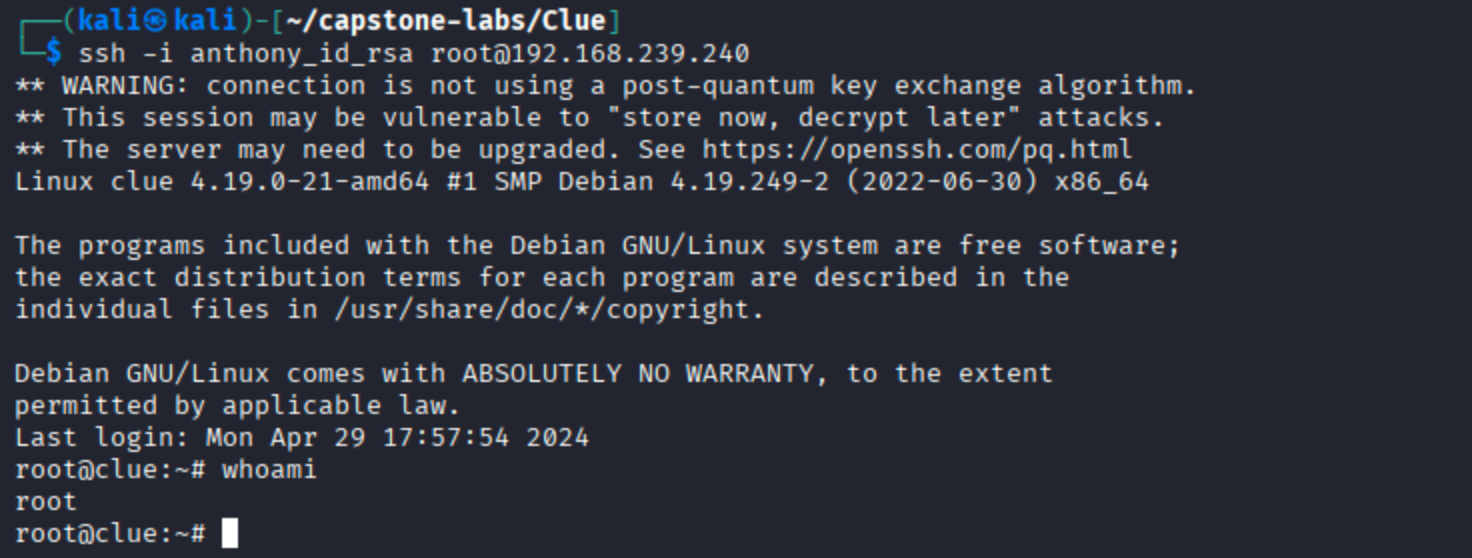 ┌──(kali㉿kali)-[~/capstone-labs/Clue]
└─$ ssh -i anthony_id_rsa root@192.168.239.240
** WARNING: connection is not using a post-quantum key exchange algorithm.
** This session may be vulnerable to "store now, decrypt later" attacks.
** The server may need to be upgraded. See https://openssh.com/pq.html
Linux clue 4.19.0-21-amd64 #1 SMP Debian 4.19.249-2 (2022-06-30) x86_64
The programs included with the Debian GNU/Linux system are free software;
the exact distribution terms for each program are described in the
individual files in /usr/share/doc/*/copyright.
Debian GNU/Linux comes with ABSOLUTELY NO WARRANTY, to the extent
permitted by applicable law.
Last login: Mon Apr 29 17:57:54 2024
root@clue:~# whoami
root
root@clue:~#